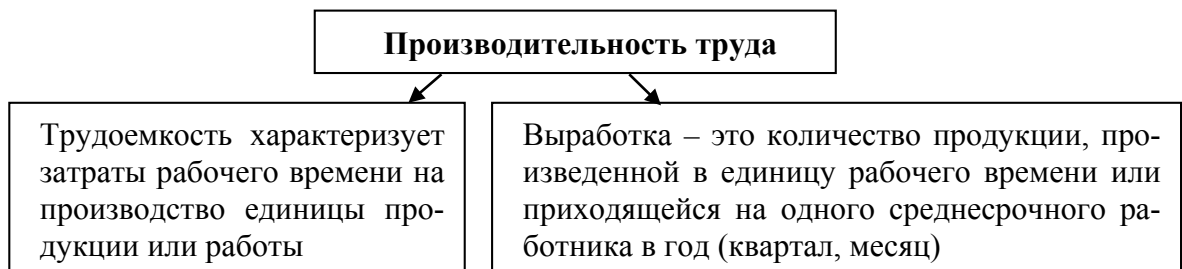 Производительность труда
Трудоемкость характеризует
затраты рабочего времени на
производство единицы про-
дукции или работы
Выработка – это количество продукции, про-
изведенной в единицу рабочего времени или
приходящейся на одного среднесрочного ра-
ботника в год (квартал, месяц)